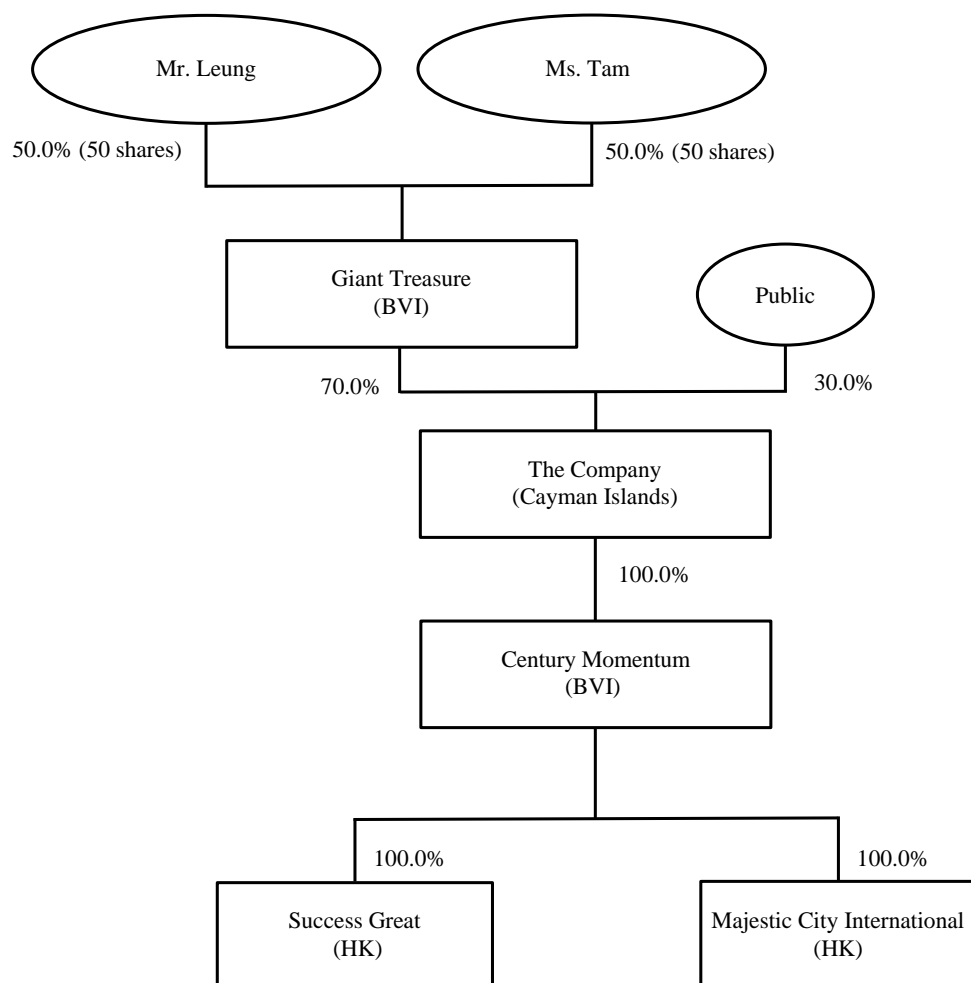 Mr. Leung
Ms. Tam
50.0% (50 shares)
50.0% (50 shares)
Giant Treasure
(BVI)
Public
70.0%
30.0%
The Company
(Cayman Islands)
100.0%
Century Momentum
(BVI)
100.0%
100.0%
Success Great
(HK)
Majestic City International
(HK)